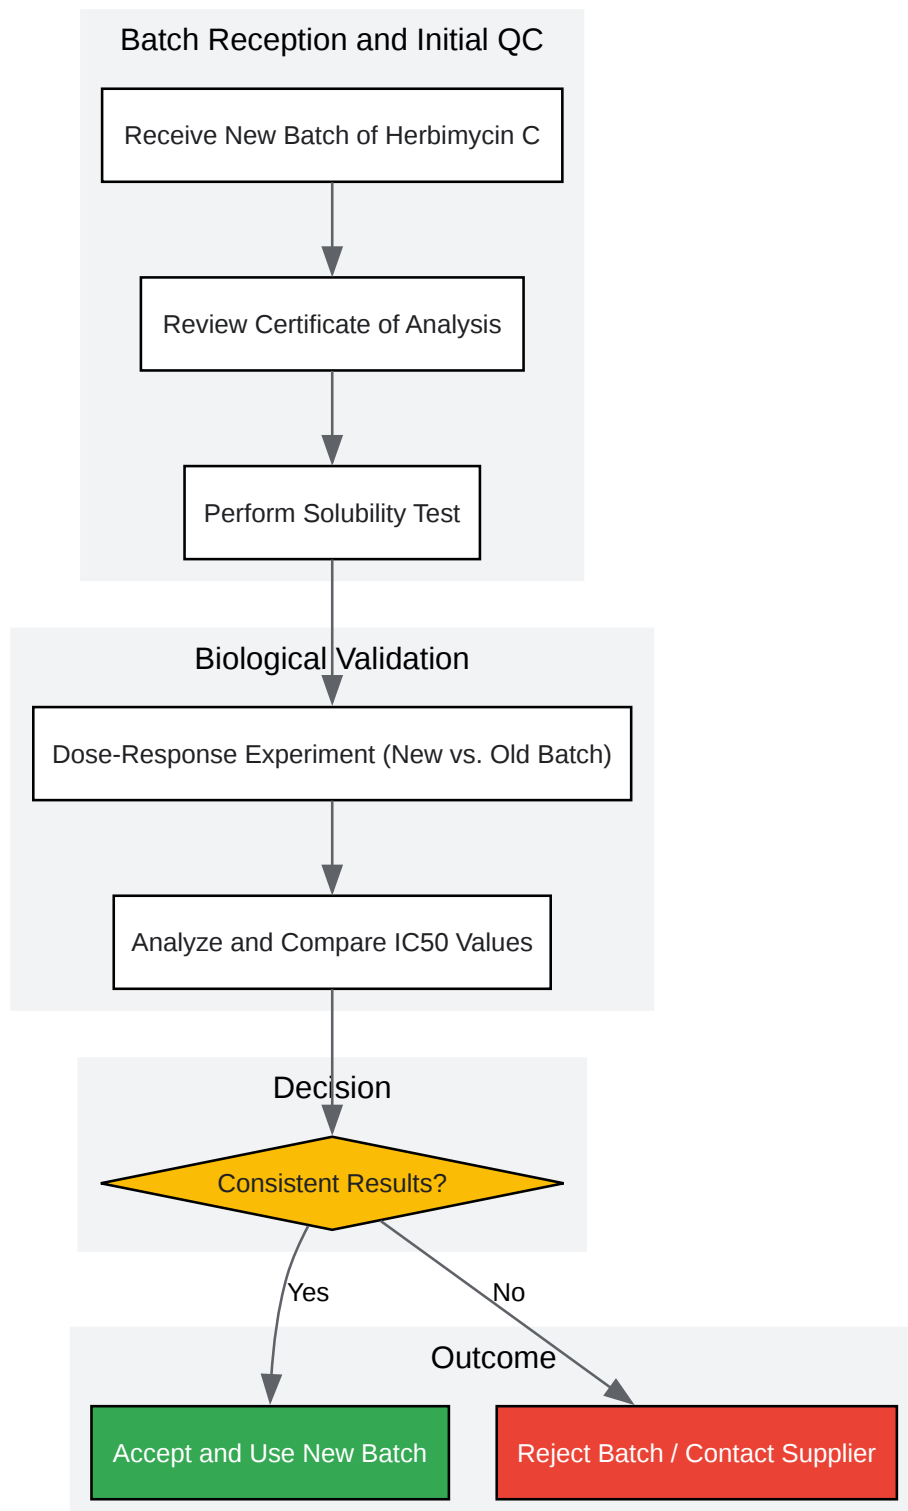 Batch Reception and Initial QC
Receive New Batch of Herbimycin C
Review Certificate of Analysis
Perform Solubility Test
Biological Validation
Dose-Response Experiment (New vs. Old Batch)
Analyze and Compare IC50 Values
Decision
Consistent Results?
Yes
No
Outcome
Accept and Use New Batch
Reject Batch / Contact Supplier